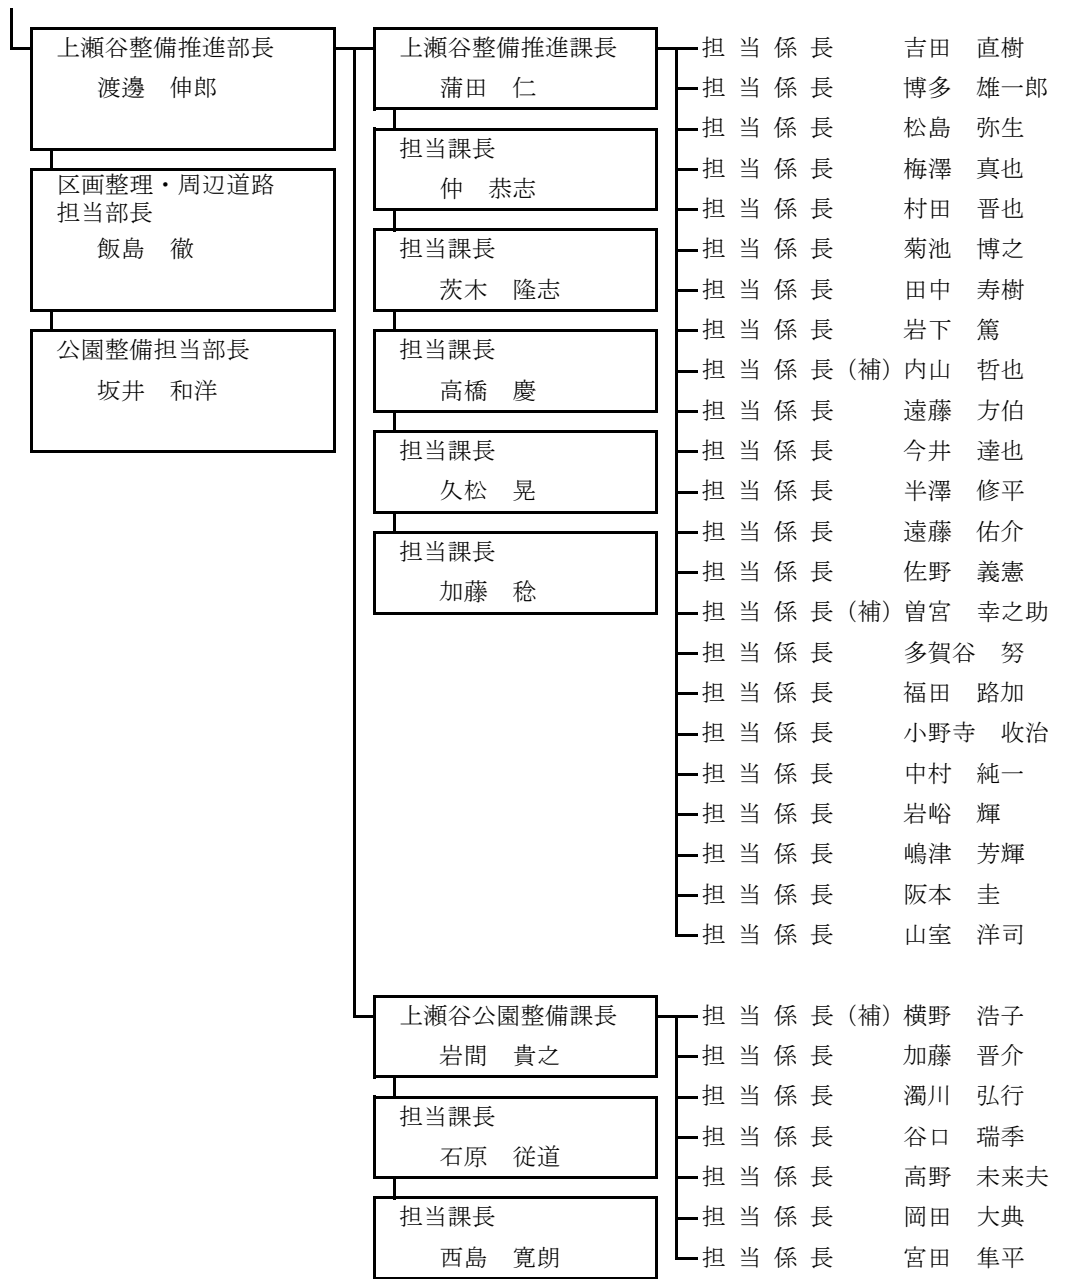 上瀬谷整備推進部長
渡邊　伸郎
区画整理・周辺道路
担当部長
飯島　徹
公園整備担当部長
坂井　和洋
上瀬谷整備推進課長
蒲田　仁
担当課長
仲　恭志
担当課長
茨木　隆志
担当課長
高橋　慶
担当課長
久松　晃
担当課長
加藤　稔
担当係長　吉田　直樹
担当係長　博多　雄一郎
担当係長　松島　弥生
担当係長　梅澤　真也
担当係長　村田　晋也
担当係長　菊池　博之
担当係長　田中　寿樹
担当係長　岩下　篤
担当係長（補）内山　哲也
担当係長　遠藤　方伯
担当係長　今井　達也
担当係長　半澤　修平
担当係長　遠藤　佑介
担当係長　佐野　義憲
担当係長（補）曽宮　幸之助
担当係長　多賀谷　努
担当係長　福田　路加
担当係長　小野寺　収治
担当係長　中村　純一
担当係長　岩峪　輝
担当係長　嶋津　芳輝
担当係長　阪本　圭
担当係長　山室　洋司
上瀬谷公園整備課長
岩間　貴之
担当課長
石原　従道
担当課長
西島　寛朗
担当係長（補）横野　浩子
担当係長　加藤　晋介
担当係長　濁川　弘行
担当係長　谷口　瑞季
担当係長　高野　未来夫
担当係長　岡田　大典
担当係長　宮田　隼平